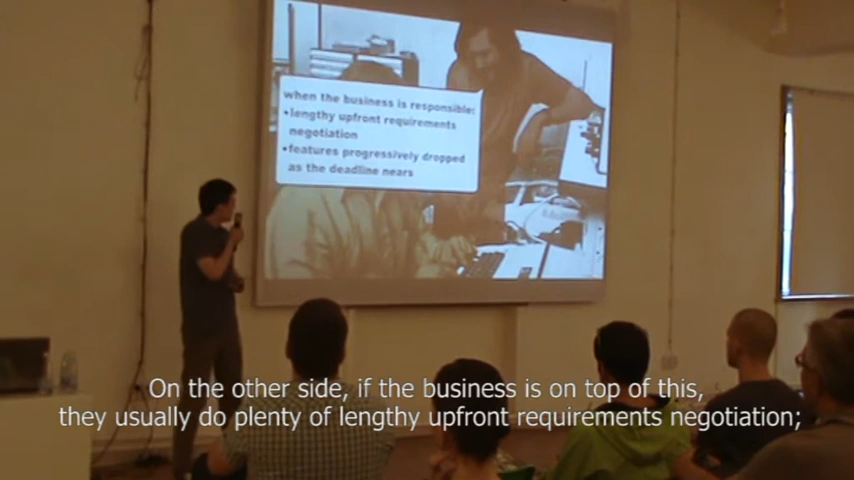 when the business is responsible:
•lengthy upfront requirements
negotiation
•features progressively dropped
as the deadline nears
On the other side, if the business is on top of this,
they usually do plenty of lengthy upfront requirements negotiation;